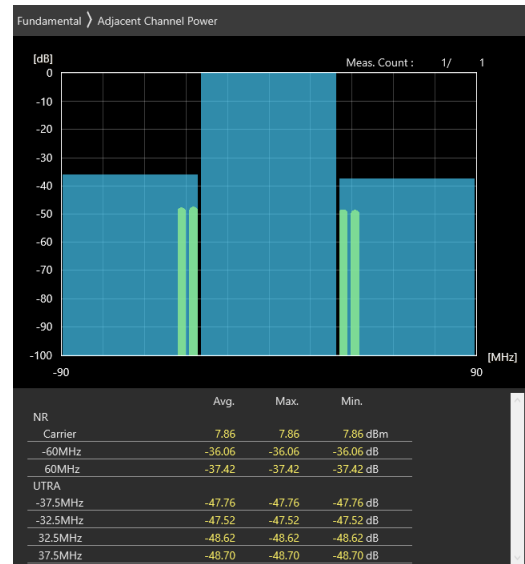 Fundamental 〉 Adjacent Channel Power
[dB]
Meas. Count : 1/ 1
0
-10
-20
-30
-40
-50
-60
-70
-80
-90
-100
[MHz]
-90 90
Avg. Max. Min.
NR
Carrier 7.86 7.86 7.86 dBm
-60MHz -36.06 -36.06 -36.06 dB
60MHz -37.42 -37.42 -37.42 dB
UTRA
-37.5MHz -47.76 -47.76 -47.76 dB
-32.5MHz -47.52 -47.52 -47.52 dB
32.5MHz -48.62 -48.62 -48.62 dB
37.5MHz -48.70 -48.70 -48.70 dB